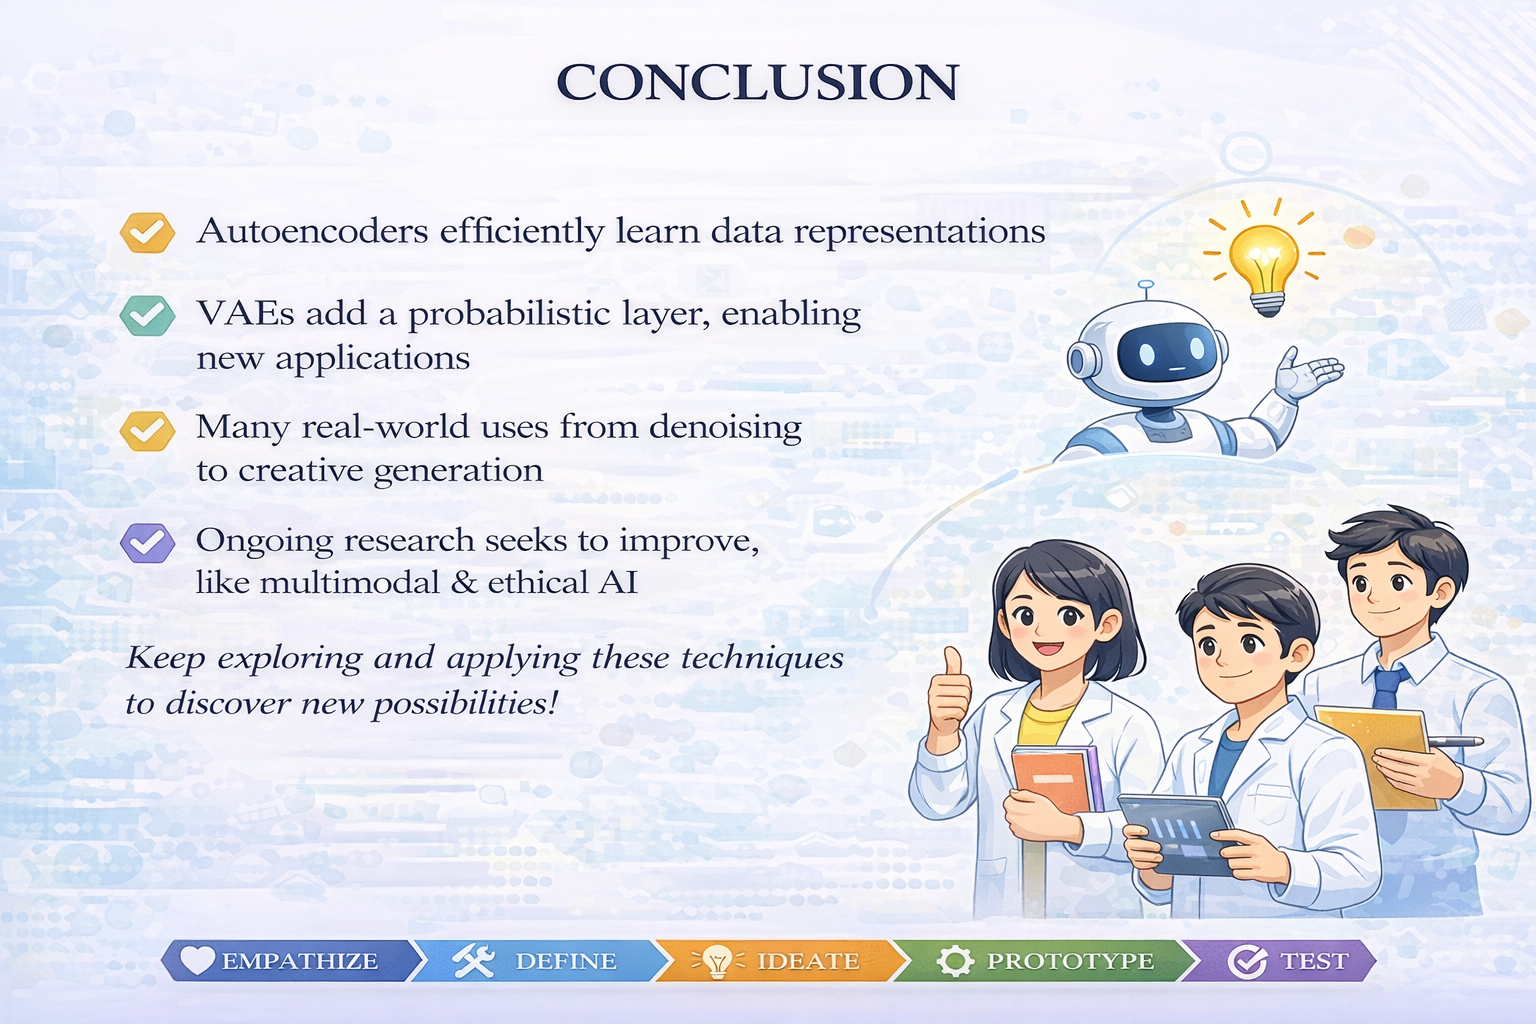 CONCLUSION
Autoencoders efficiently learn data representations
VAEs add a probabilistic layer, enabling
new applications
Many real-world uses from denoising
to creative generation
Ongoing research seeks to improve,
like multimodal & ethical AI
Keep exploring and applying these techniques
to discover new possibilities!
EMPATHIZE
DEFINE
IDEATE
PROTOTYPE
TEST